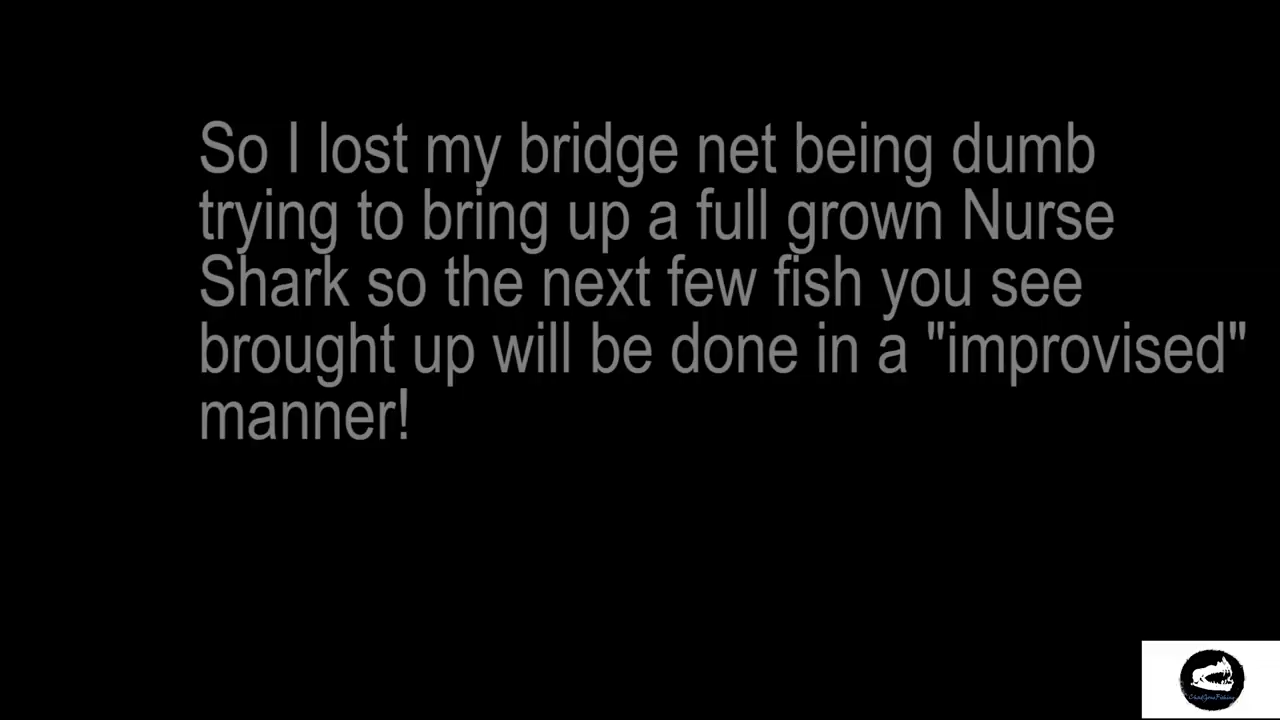 So I lost my bridge net being dumb
trying to bring up a full grown Nurse
Shark so the next few fish you see
brought up will be done in a "improvised"
manner!